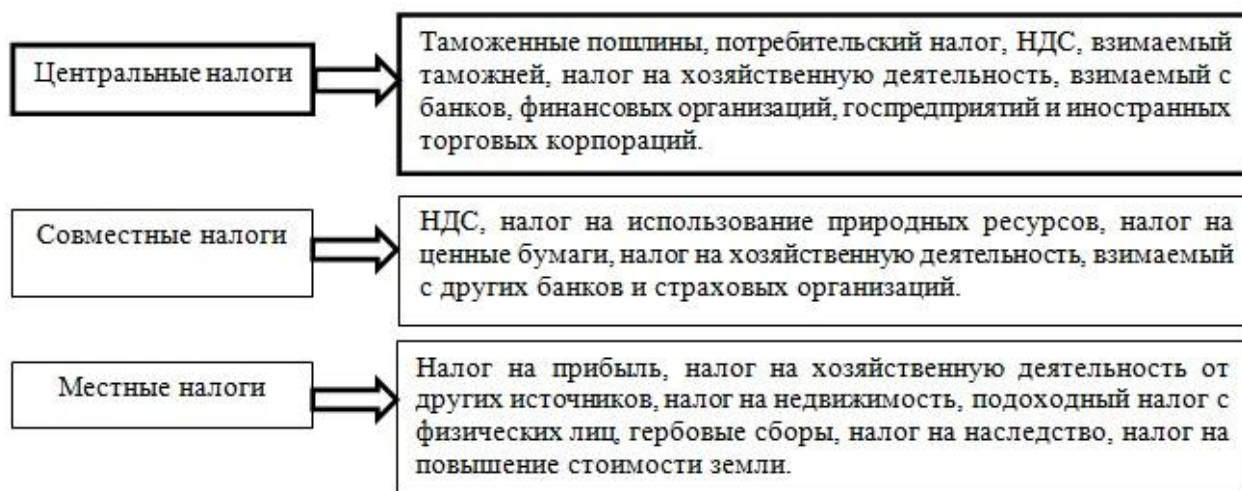 Центральные налоги
Таможенные пошлины, потребительский налог, НДС, взимаемый
таможней, налог на хозяйственную деятельность, взимаемый с
банков, финансовых организаций, госпредприятий и иностранных
торговых корпораций.
Совместные налоги
НДС, налог на использование природных ресурсов, налог на
ценные бумаги, налог на хозяйственную деятельность, взимаемый
с других банков и страховых организаций.
Местные налоги
Налог на прибыль, налог на хозяйственную деятельность от
других источников, налог на недвижимость, подоходный налог с
физических лиц, гербовые сборы, налог на наследство, налог на
повышение стоимости земли.